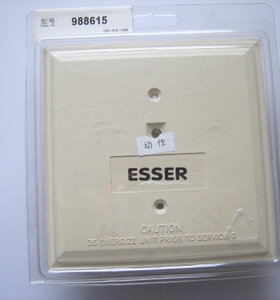 型号 988615
动作
ESSER
CAUTION
DE-ENERGIZE UNIT PRIOR TO SERVICING